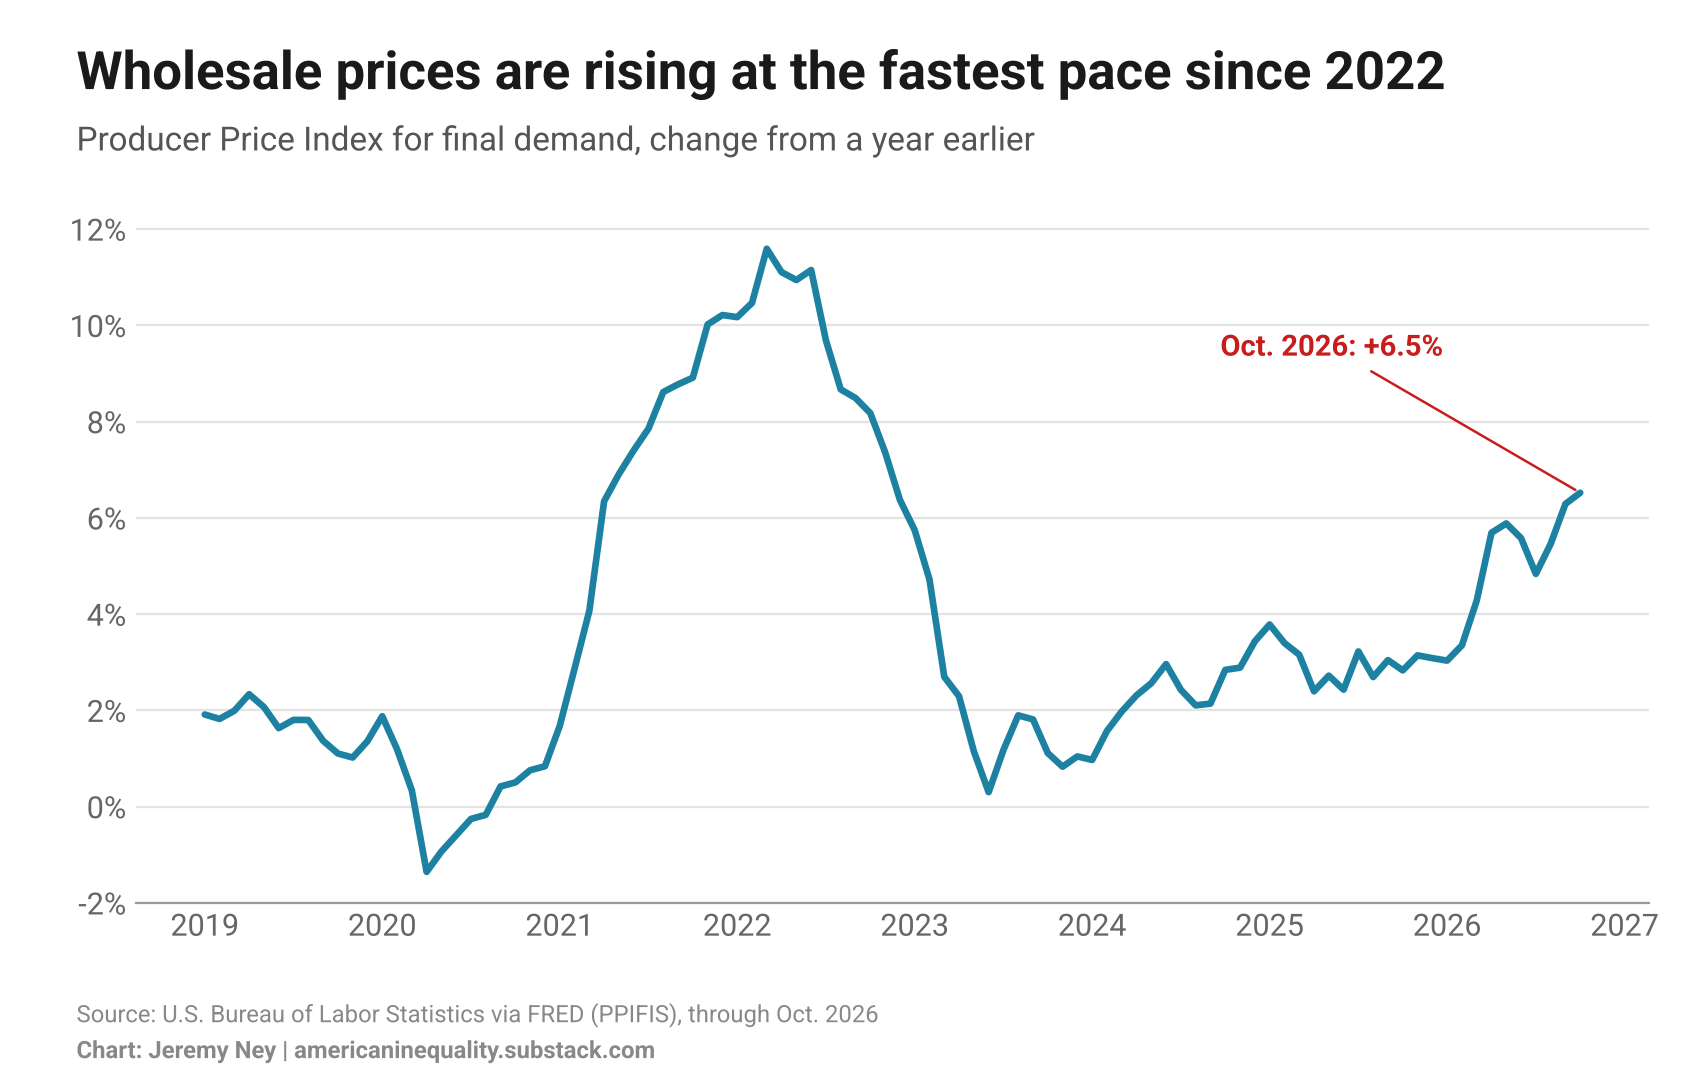 Wholesale prices are rising at the fastest pace since 2022
Producer Price Index for final demand, change from a year earlier
12%
10%
Oct. 2026: +6.5%
8%
6%
4%
2%
0%
-2%
2019 2020 2021 2022 2023 2024 2025 2026 2027
Source: U.S. Bureau of Labor Statistics via FRED (PPIFIS), through Oct. 2026
Chart: Jeremy Ney | americaninequality.substack.com